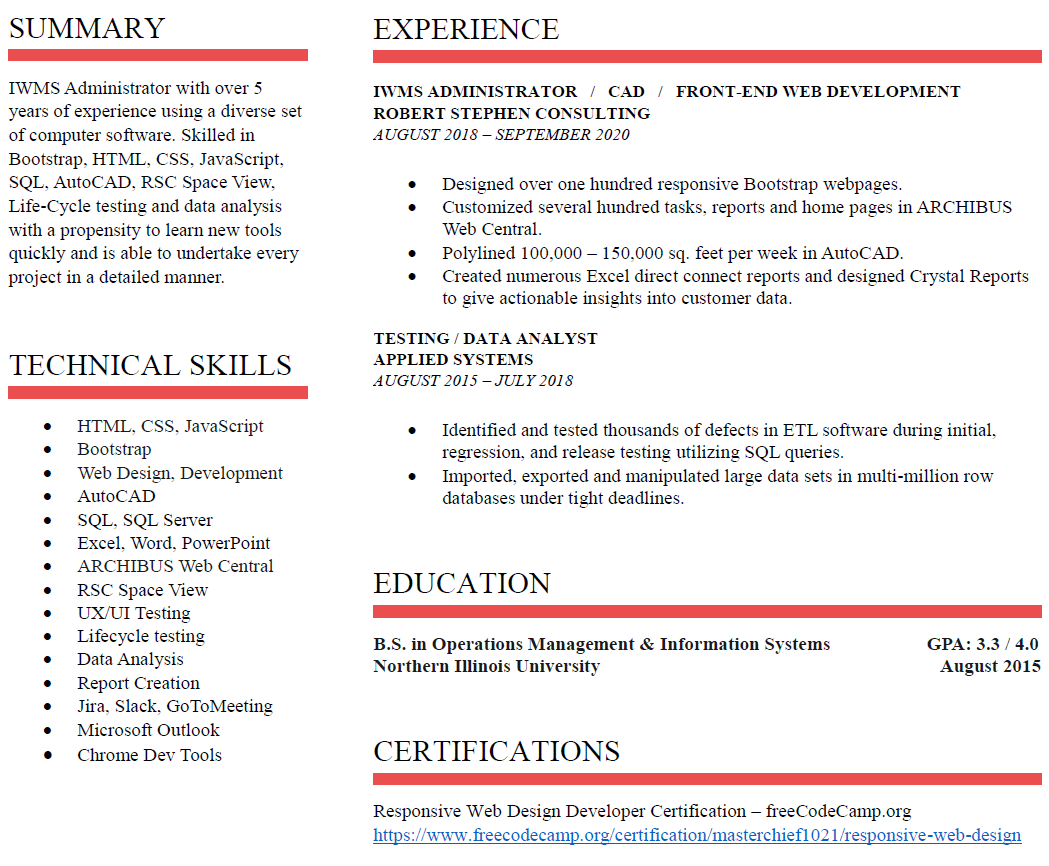 SUMMARY
IWMS Administrator with over 5
years of experience using a diverse set
of computer software. Skilled in
Bootstrap, HTML, CSS, JavaScript,
SQL, AutoCAD, RSC Space View,
Life-Cycle testing and data analysis
with a propensity to learn new tools
quickly and is able to undertake every
project in a detailed manner.
TECHNICAL SKILLS
• HTML, CSS, JavaScript
• Bootstrap
• Web Design, Development
• AutoCAD
• SQL, SQL Server
• Excel, Word, PowerPoint
• ARCHIBUS Web Central
• RSC Space View
• UX/UI Testing
• Lifecycle testing
• Data Analysis
• Report Creation
• Jira, Slack, GoToMeeting
• Microsoft Outlook
• Chrome Dev Tools
EXPERIENCE
IWMS ADMINISTRATOR / CAD / FRONT-END WEB DEVELOPMENT
ROBERT STEPHEN CONSULTING
AUGUST 2018 – SEPTEMBER 2020
• Designed over one hundred responsive Bootstrap webpages.
• Customized several hundred tasks, reports and home pages in ARCHIBUS
Web Central.
• Polylined 100,000 – 150,000 sq. feet per week in AutoCAD.
• Created numerous Excel direct connect reports and designed Crystal Reports
to give actionable insights into customer data.
TESTING / DATA ANALYST
APPLIED SYSTEMS
AUGUST 2015 – JULY 2018
• Identified and tested thousands of defects in ETL software during initial,
regression, and release testing utilizing SQL queries.
• Imported, exported and manipulated large data sets in multi-million row
databases under tight deadlines.
EDUCATION
B.S. in Operations Management & Information Systems GPA: 3.3 / 4.0
Northern Illinois University August 2015
CERTIFICATIONS
Responsive Web Design Developer Certification – freeCodeCamp.org
https://www.freecodecamp.org/certification/masterchief1021/responsive-web-design